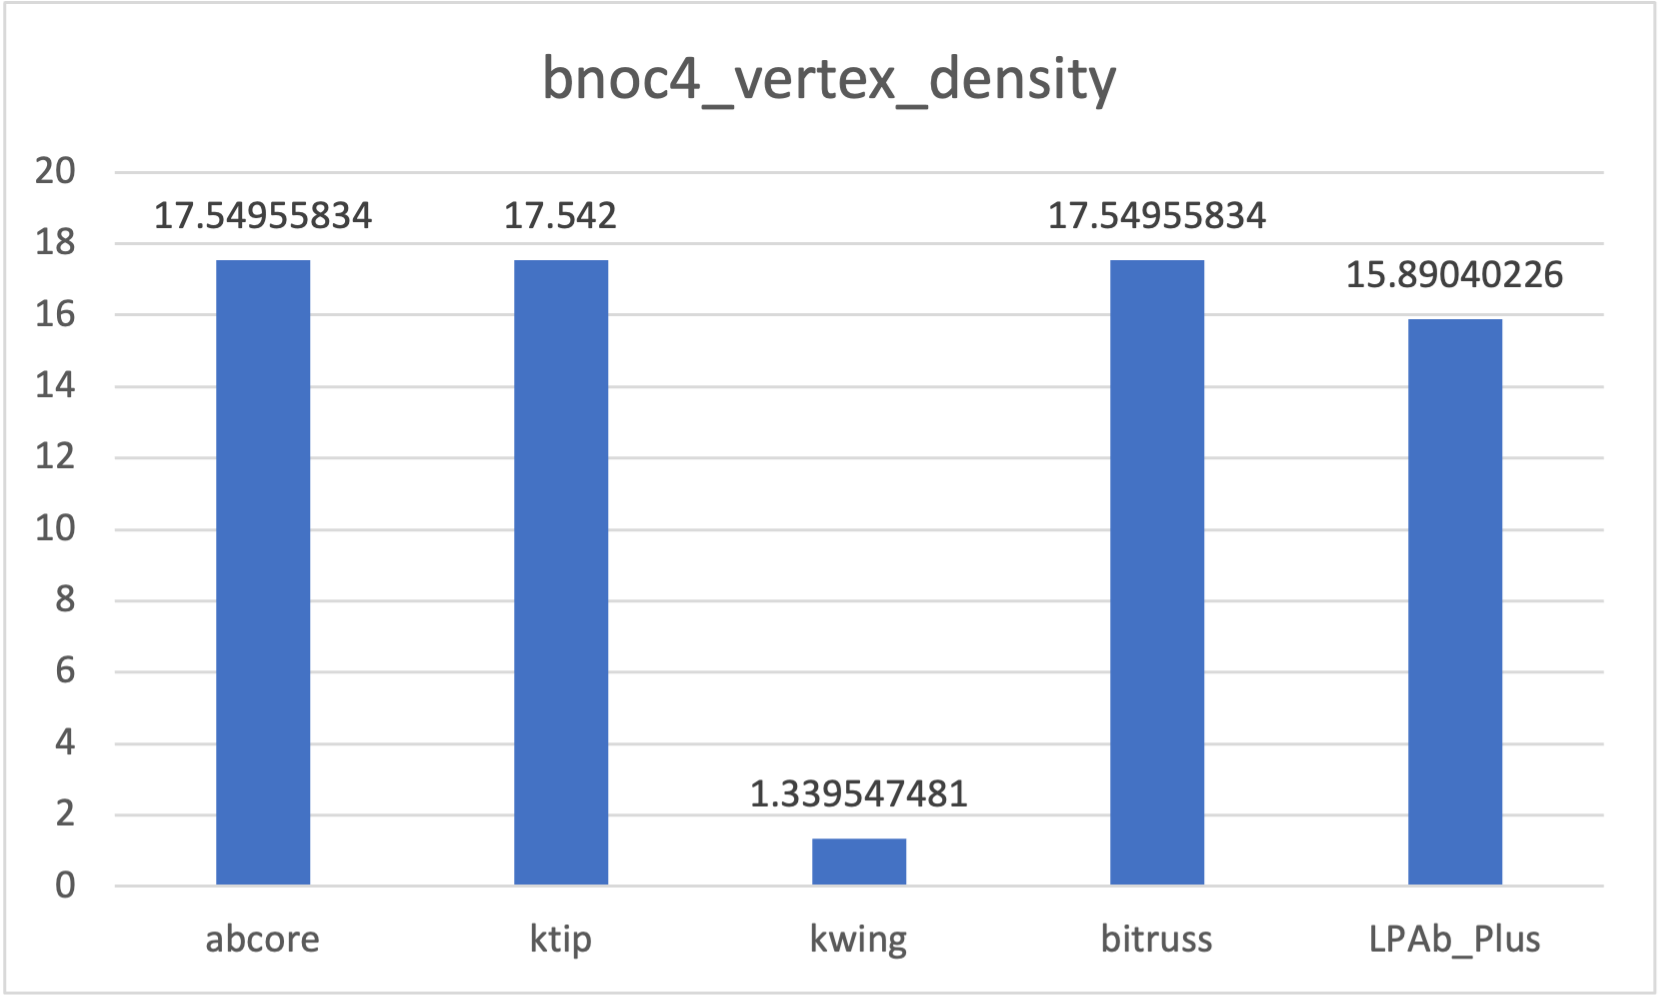 bnoc4_vertex_density
20
18
16
14
12
10
8
6
4
2
0
17.54955834
17.542
1.339547481
17.54955834
15.89040226
abcore
ktip
kwing
bitruss
LPAb_Plus